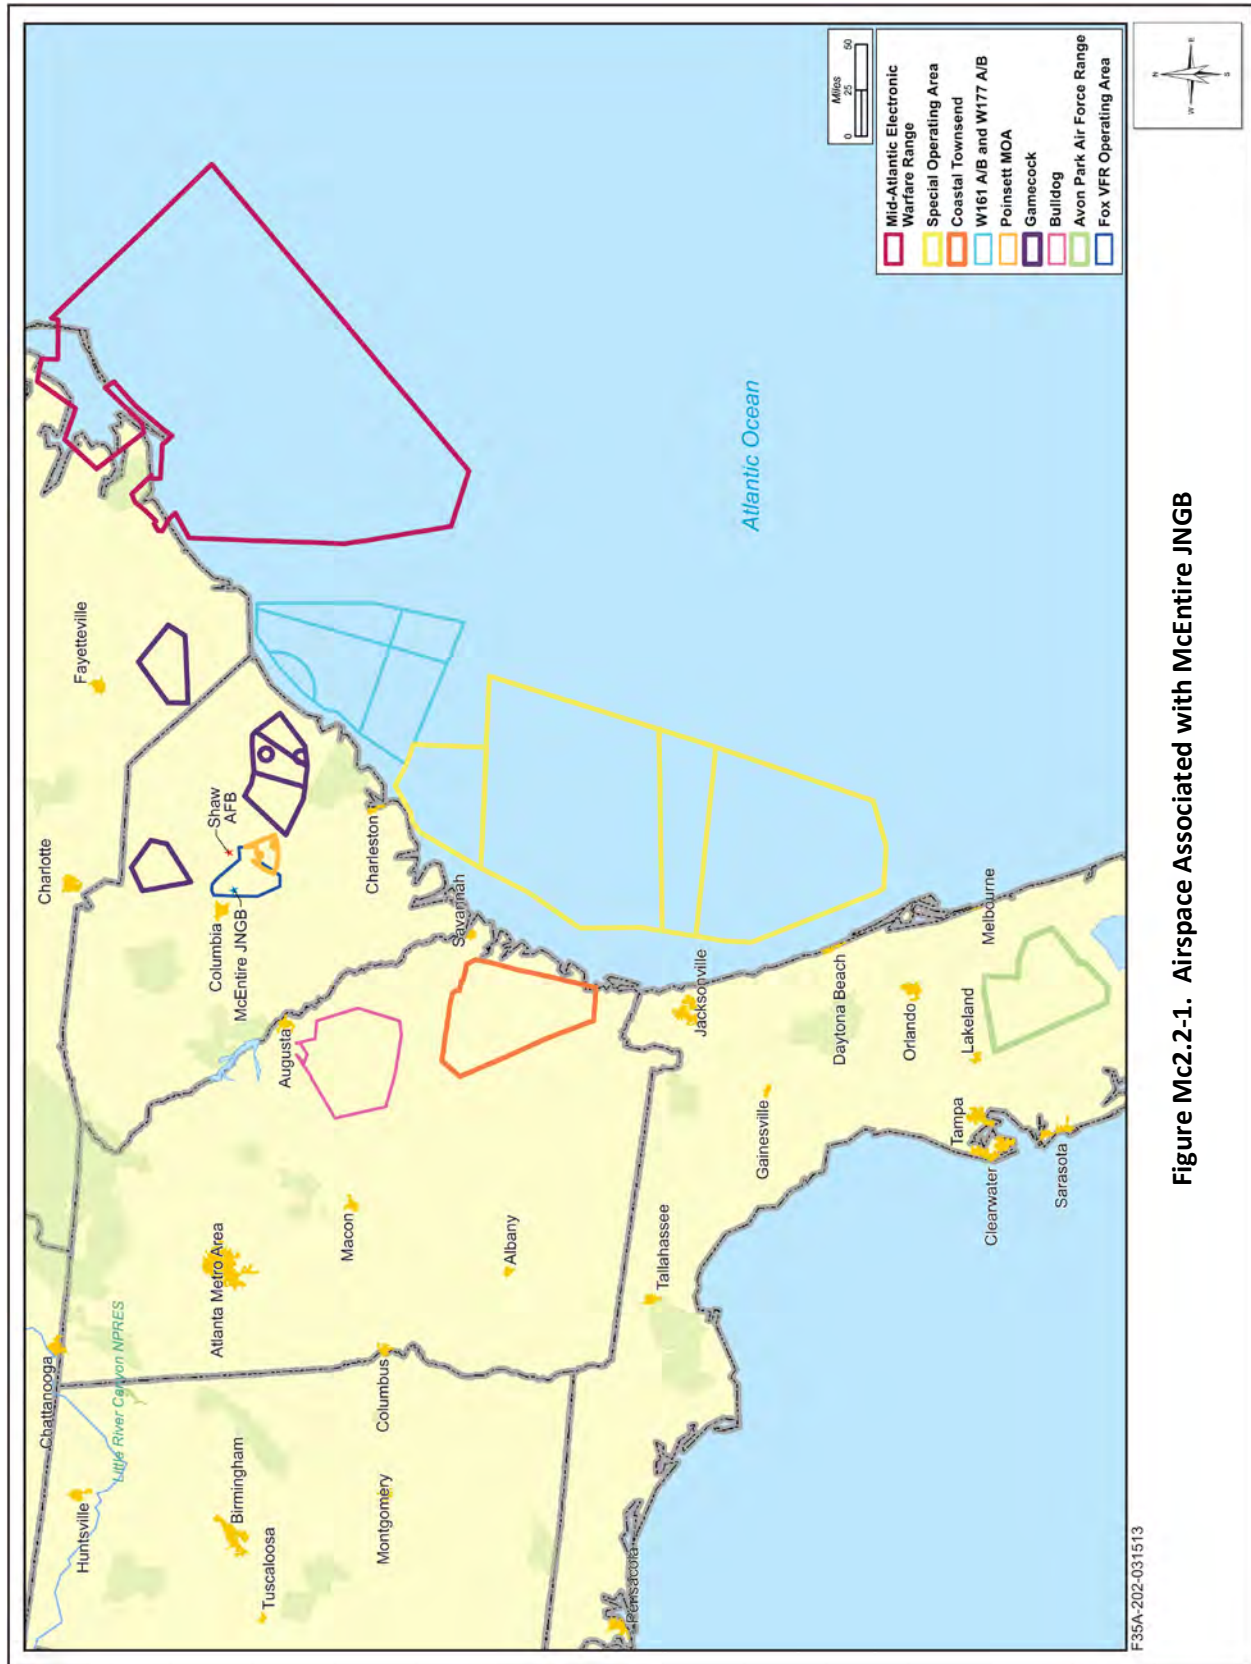 Chattanooga
Huntsville
Little River Canyon NPRES
Birmingham
Tuscaloosa
Atlanta Metro Area
Montgomery
Columbus
Macon
Albany
Pensacola
Tallahassee
Charlotte
Fayetteville
Columbia
McEntire JNGB
Shaw
AFB
Augusta
Charleston
Savannah
Jacksonville
Gainesville
Daytona Beach
Orlando
Lakeland
Melbourne
Tampa
Clearwater
Sarasota
Atlantic Ocean
Miles
0 25 50
Mid-Atlantic Electronic
Warfare Range
Special Operating Area
Coastal Townsend
W161 A/B and W177 A/B
Poinsett MOA
Gamecock
Bulldog
Avon Park Air Force Range
Fox VFR Operating Area
N
W
E
S
F35A-202-031513
Figure Mc2.2-1. Airspace Associated with McEntire JNGB